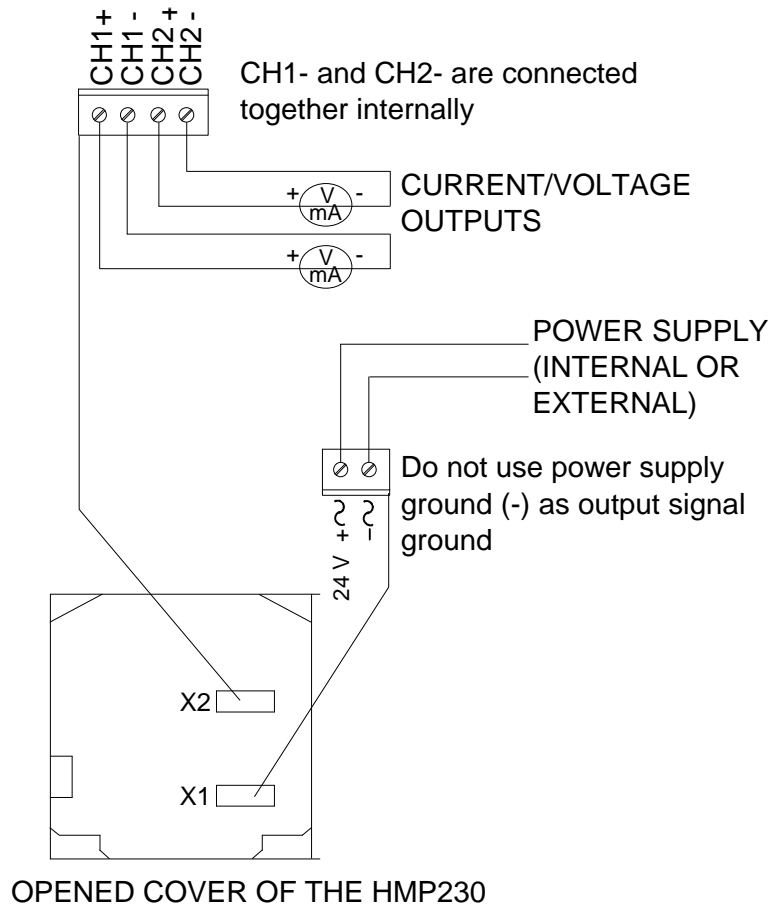 CH1+
CH1 -
CH2 +
CH2 -
CH1- and CH2- are connected
together internally
+ V -
mA
CURRENT/VOLTAGE
OUTPUTS
+ V -
mA
POWER SUPPLY
(INTERNAL OR
EXTERNAL)
Do not use power supply
ground (-) as output signal
ground
24 V + ~
- ~
X2
X1
OPENED COVER OF THE HMP230